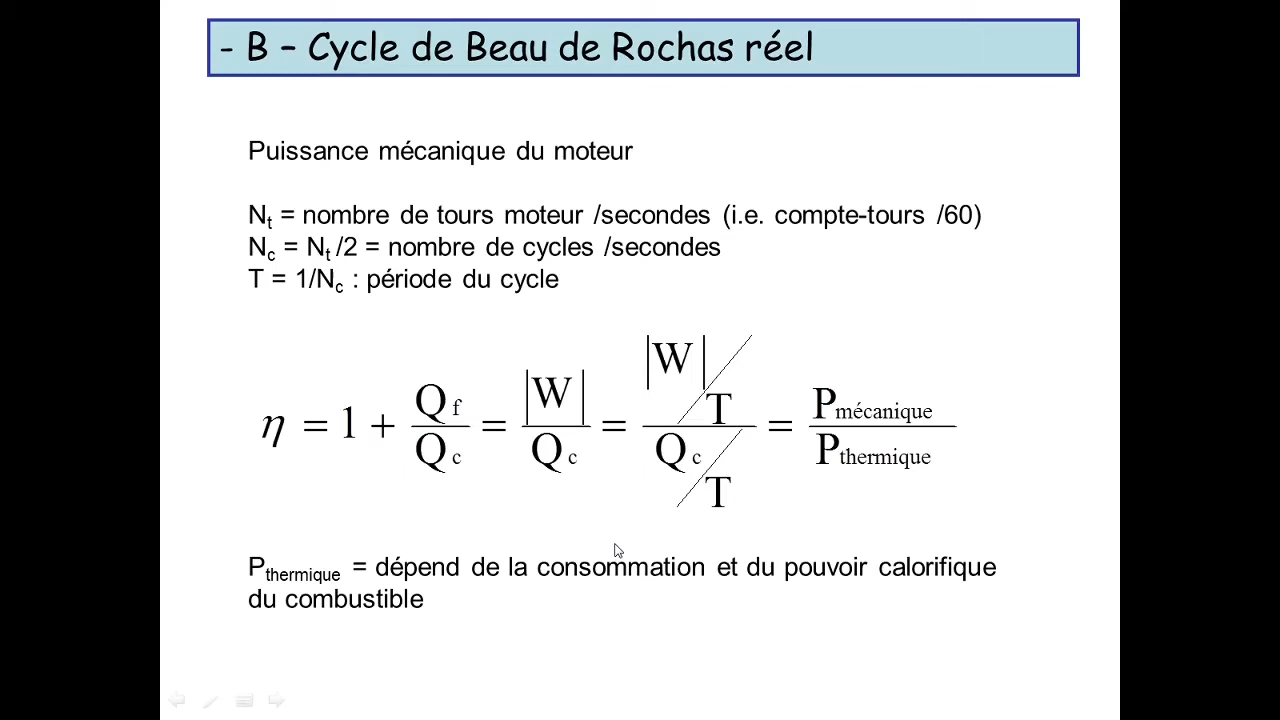 - B – Cycle de Beau de Rochas réel
Puissance mécanique du moteur
Nt = nombre de tours moteur /secondes (i.e. compte-tours /60)
Nc = Nt /2 = nombre de cycles /secondes
T = 1/Nc : période du cycle
η = 1 + Qf/Qc = |W|/Qc = (|W|/T)/(Qc/T) = Pmécanique/Pthermique
Pthermique = dépend de la consommation et du pouvoir calorifique
du combustible